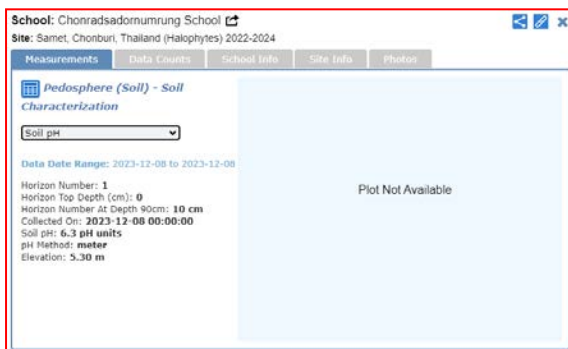 School: Chonradsadornumrung School
Site: Samet, Chonburi, Thailand (Halophytes) 2022-2024
Measurements Data Counts School Info Site Info Photos
Pedosphere (Soil) - Soil
Characterization
Soil pH
Data Date Range: 2023-12-08 to 2023-12-08
Horizon Number: 1
Horizon Top Depth (cm): 0
Horizon Number At Depth 90cm: 10 cm
Collected On: 2023-12-08 00:00:00
Soil pH: 6.3 pH units
pH Method: meter
Elevation: 5.30 m
Plot Not Available